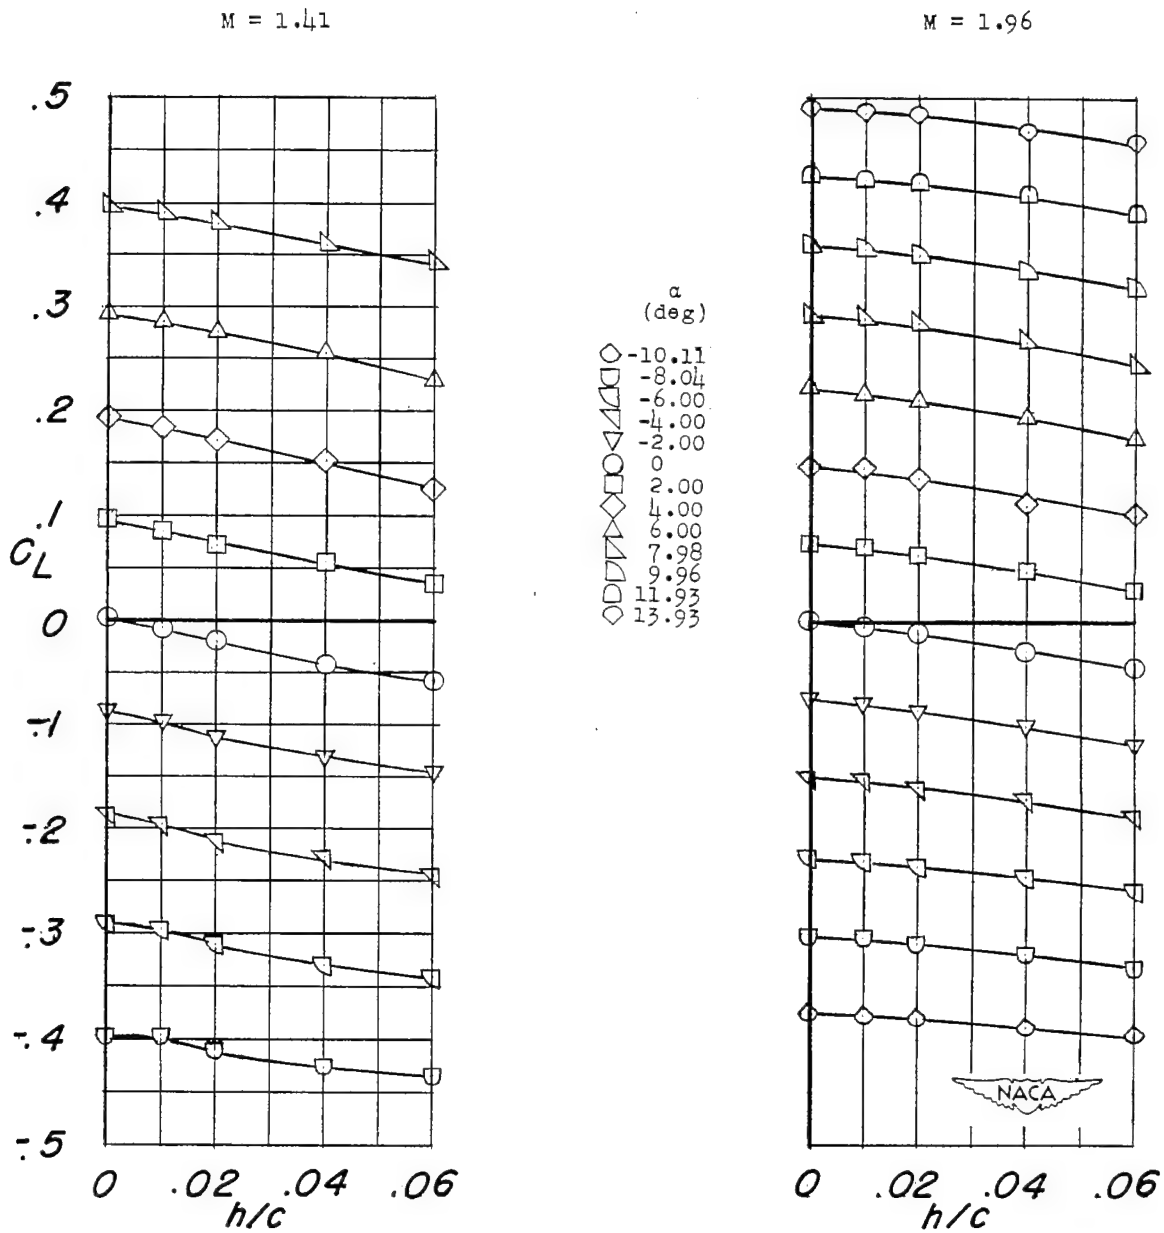 M = 1.41
M = 1.96
.5
.4
.3
.2
.1
C_L
0
-.1
-.2
-.3
-.4
-.5
0 .02 .04 .06
h/c
α
(deg)
-10.11
-8.04
-6.00
-4.00
-2.00
0
2.00
4.00
6.00
7.98
9.96
11.93
13.93
NACA
0 .02 .04 .06
h/c